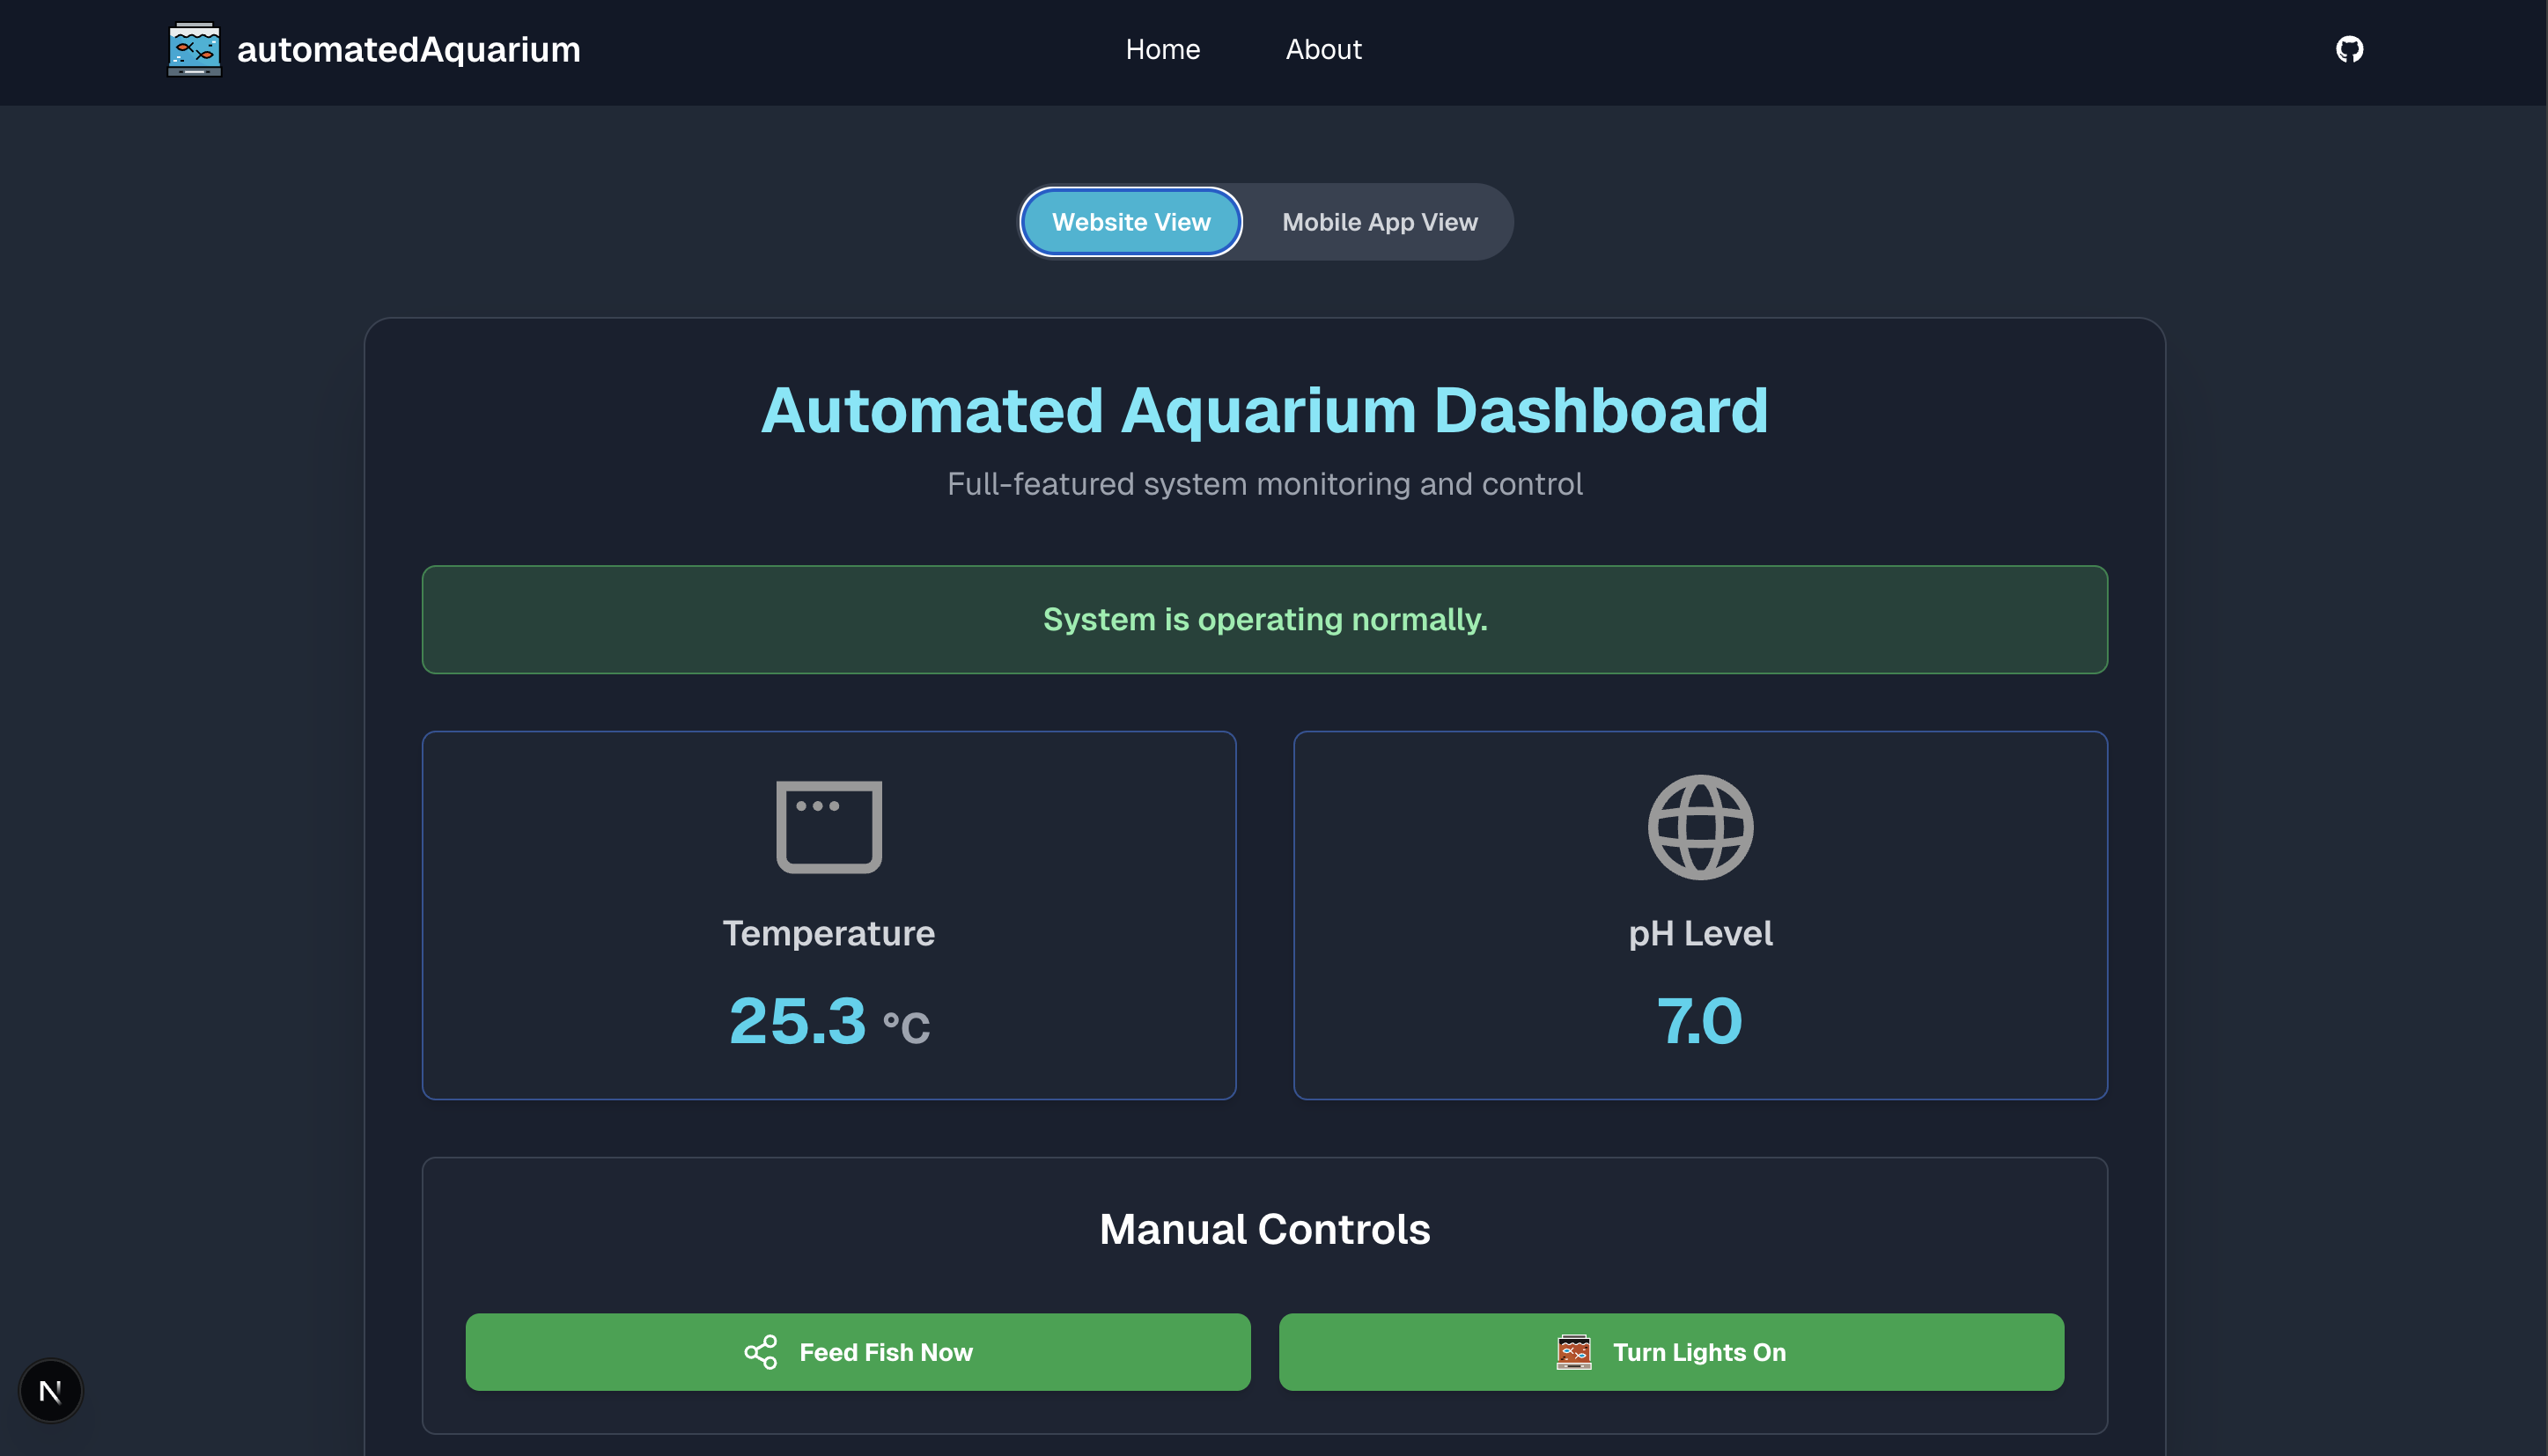 automatedAquarium
Home
About
Website View
Mobile App View
Automated Aquarium Dashboard
Full-featured system monitoring and control
System is operating normally.
Temperature
25.3 °C
pH Level
7.0
Manual Controls
Feed Fish Now
Turn Lights On
N